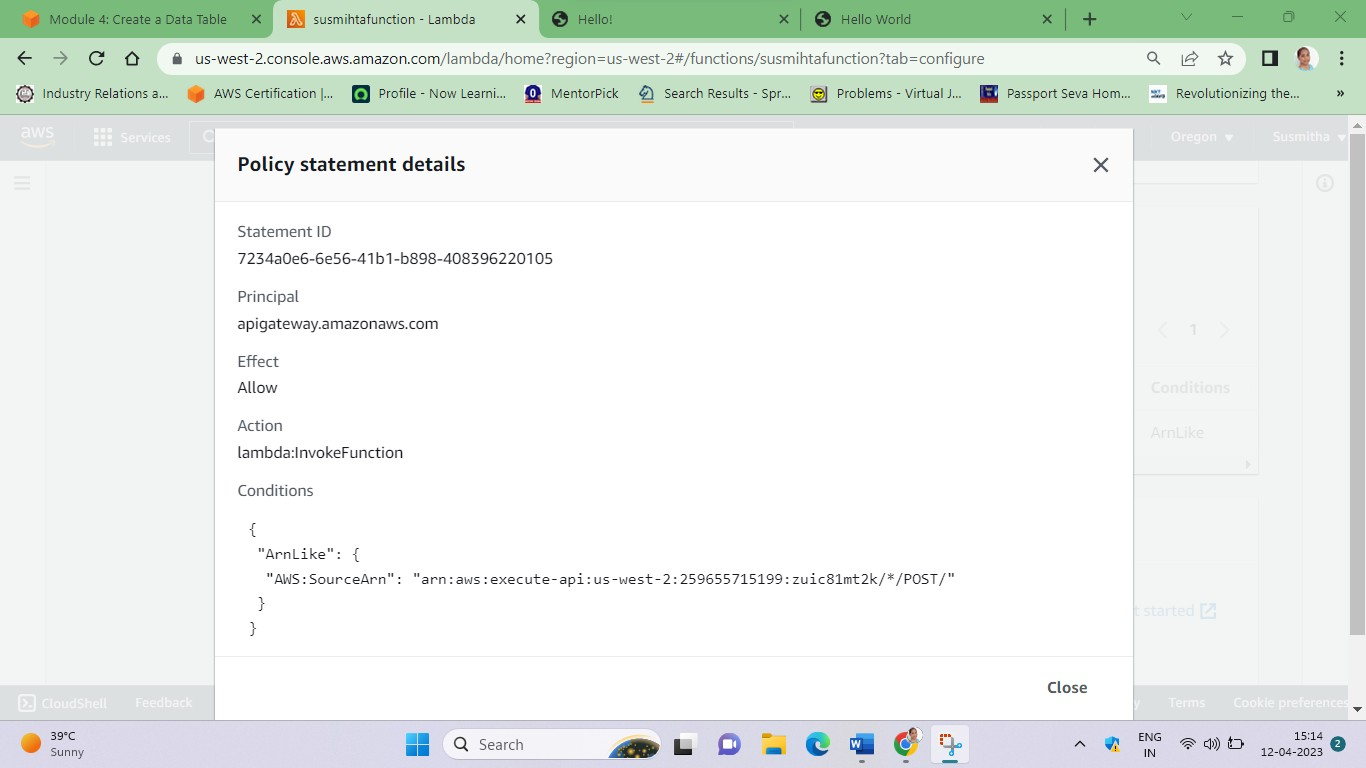 Module 4: Create a Data Table
susmihtafunction - Lambda
Hello!
Hello World
us-west-2.console.aws.amazon.com/lambda/home?region=us-west-2#/functions/susmihtafunction?tab=configure
Industry Relations a...
AWS Certification |...
Profile - Now Learni...
MentorPick
Search Results - Spr...
Problems - Virtual J...
Passport Seva Hom...
Revolutionizing the...
»
aws
Services
Oregon
Susmitha
Policy statement details
Statement ID
7234a0e6-6e56-41b1-b898-408396220105
Principal
apigateway.amazonaws.com
Effect
Allow
Action
lambda:InvokeFunction
Conditions
{
"ArnLike": {
"AWS:SourceArn": "arn:aws:execute-api:us-west-2:259655715199:zuic81mt2k/*/POST/"
}
}
1
Conditions
ArnLike
t started
Close
CloudShell
Feedback
y
Terms
Cookie preferences
39°C
Sunny
Search
ENG
IN
15:14
12-04-2023
2